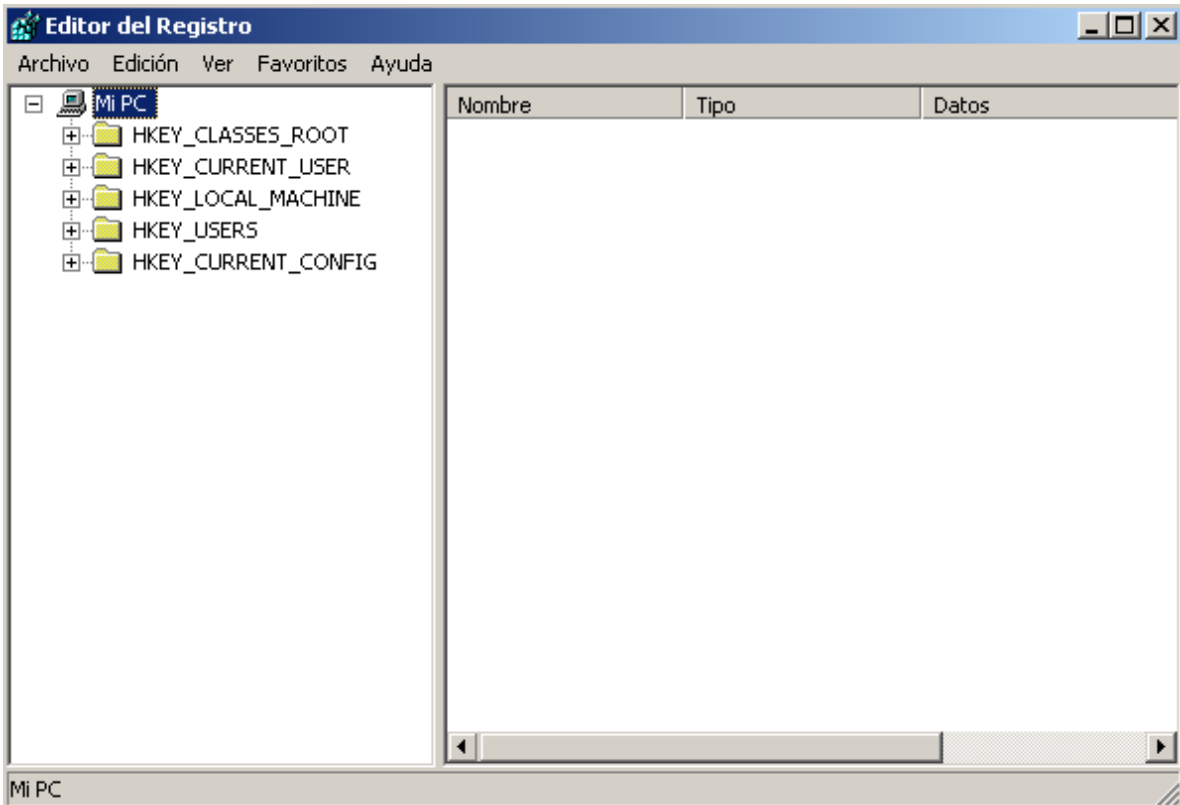 Editor del Registro
Archivo Edición Ver Favoritos Ayuda
Mi PC
HKEY_CLASSES_ROOT
HKEY_CURRENT_USER
HKEY_LOCAL_MACHINE
HKEY_USERS
HKEY_CURRENT_CONFIG
Nombre Tipo Datos
Mi PC